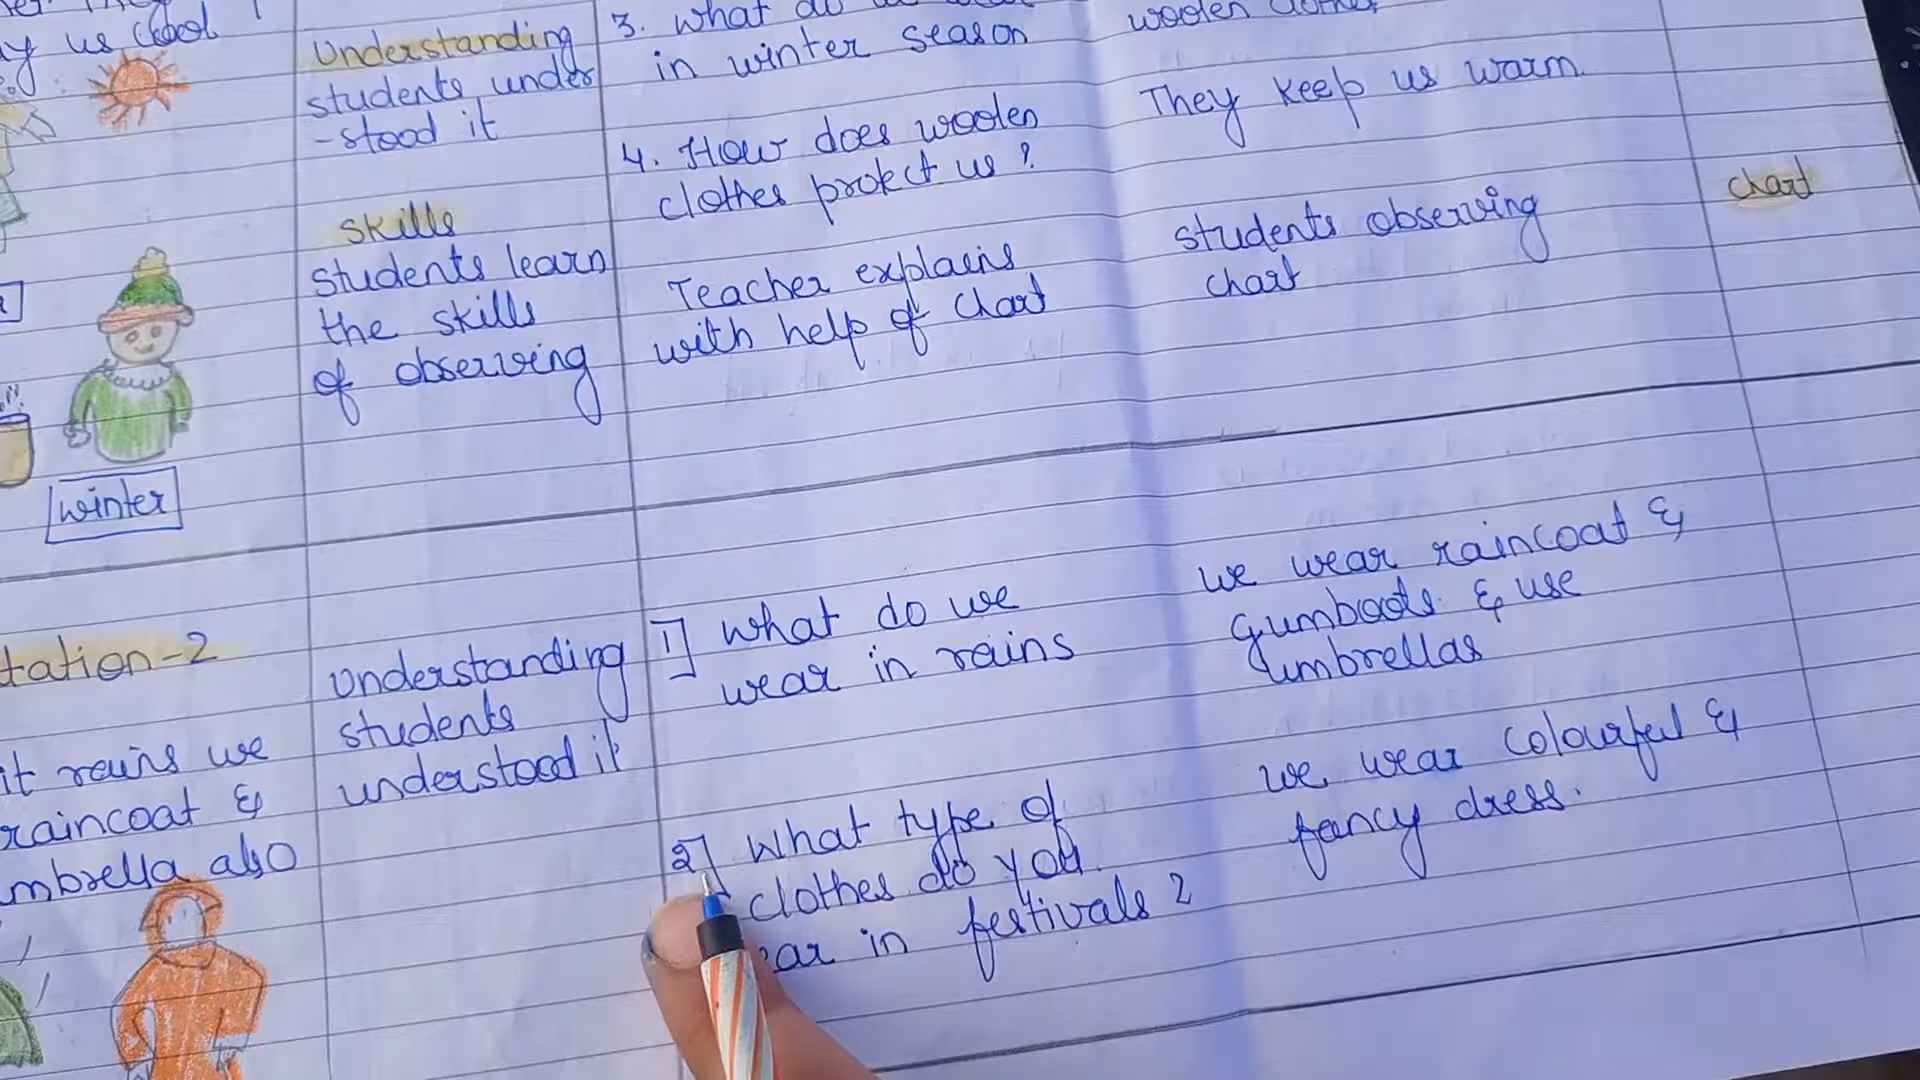 y us cool
Understanding
students under
-stood it
skills
students learn
the skills
of observing
winter
3. what do
in winter season
4. How does woolen
clothes protect us ?
Teacher explains
with help of chart
woolen clothes
They keep us warm.
students observing
chart
chart
tation-2
it rains we
raincoat &
mbrella also
Understanding
students
understood it
1] what do we
wear in rains
2] What type of
clothes do you
ear in festivals ?
we wear raincoat &
gumboots & use
umbrellas
we wear colourful &
fancy dress.